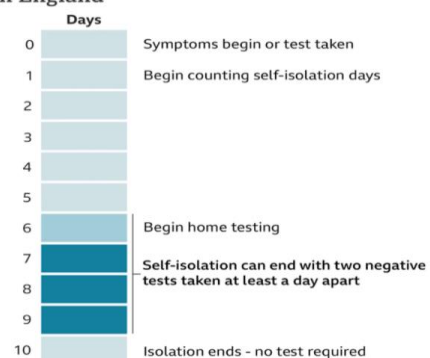 England
Days
0 Symptoms begin or test taken
1 Begin counting self-isolation days
2
3
4
5
6 Begin home testing
7 Self-isolation can end with two negative
8 tests taken at least a day apart
9
10 Isolation ends - no test required